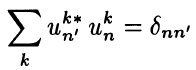 ∑_k u_{n'}^{k*} u_n^k = δ_{nn'}